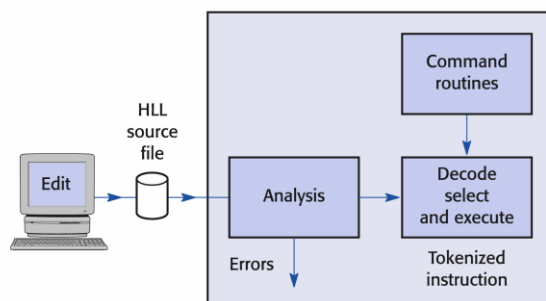 Command
routines
HLL
source
file
Edit
Analysis
Decode
select
and execute
Errors
Tokenized
instruction